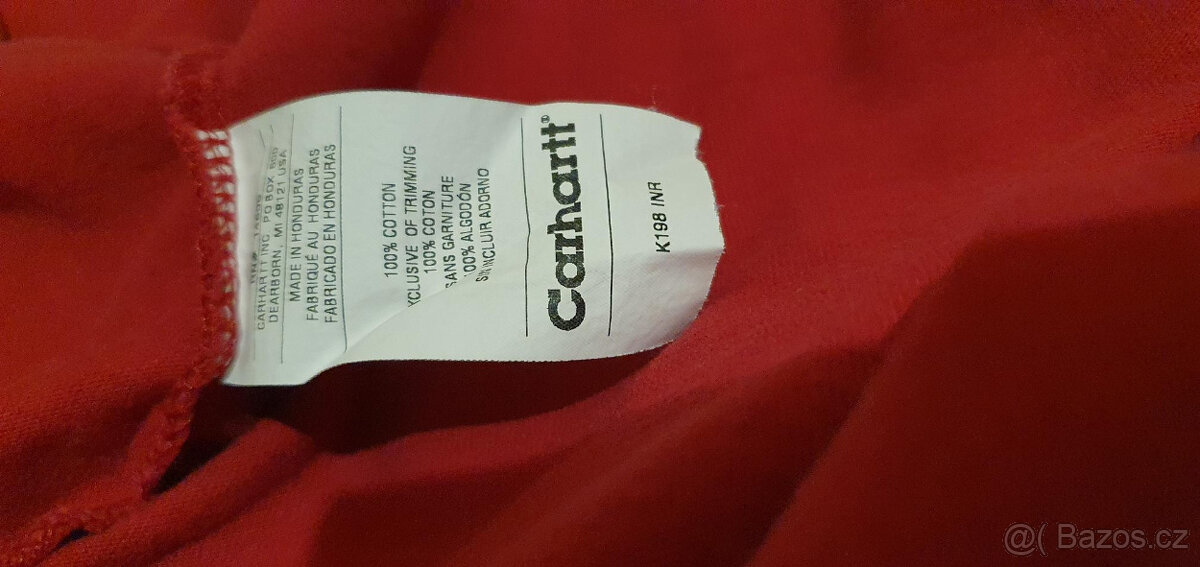 CARHARTT INC. PO BOX 600
DEARBORN, MI 48121 USA
MADE IN HONDURAS
FABRIQUÉ AU HONDURAS
FABRICADO EN HONDURAS
100% COTTON
XCLUSIVE OF TRIMMING
100% COTON
SANS GARNITURE
100% ALGODÓN
SIN INCLUIR ADORNO
Carhartt®
K198 INR
@( Bazos.cz